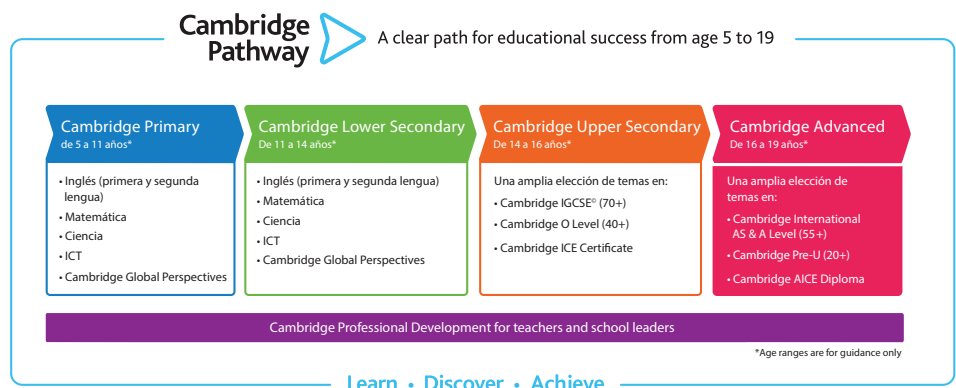 Cambridge
Pathway
A clear path for educational success from age 5 to 19
Cambridge Primary
de 5 a 11 años*
• Inglés (primera y segunda
lengua)
• Matemática
• Ciencia
• ICT
• Cambridge Global Perspectives
Cambridge Lower Secondary
De 11 a 14 años*
• Inglés (primera y segunda lengua)
• Matemática
• Ciencia
• ICT
• Cambridge Global Perspectives
Cambridge Upper Secondary
De 14 a 16 años*
Una amplia elección de temas en:
• Cambridge IGCSE© (70+)
• Cambridge O Level (40+)
• Cambridge ICE Certificate
Cambridge Advanced
De 16 a 19 años*
Una amplia elección de
temas en:
• Cambridge International
AS & A Level (55+)
• Cambridge Pre-U (20+)
• Cambridge AICE Diploma
Cambridge Professional Development for teachers and school leaders
*Age ranges are for guidance only
Learn • Discover • Achieve